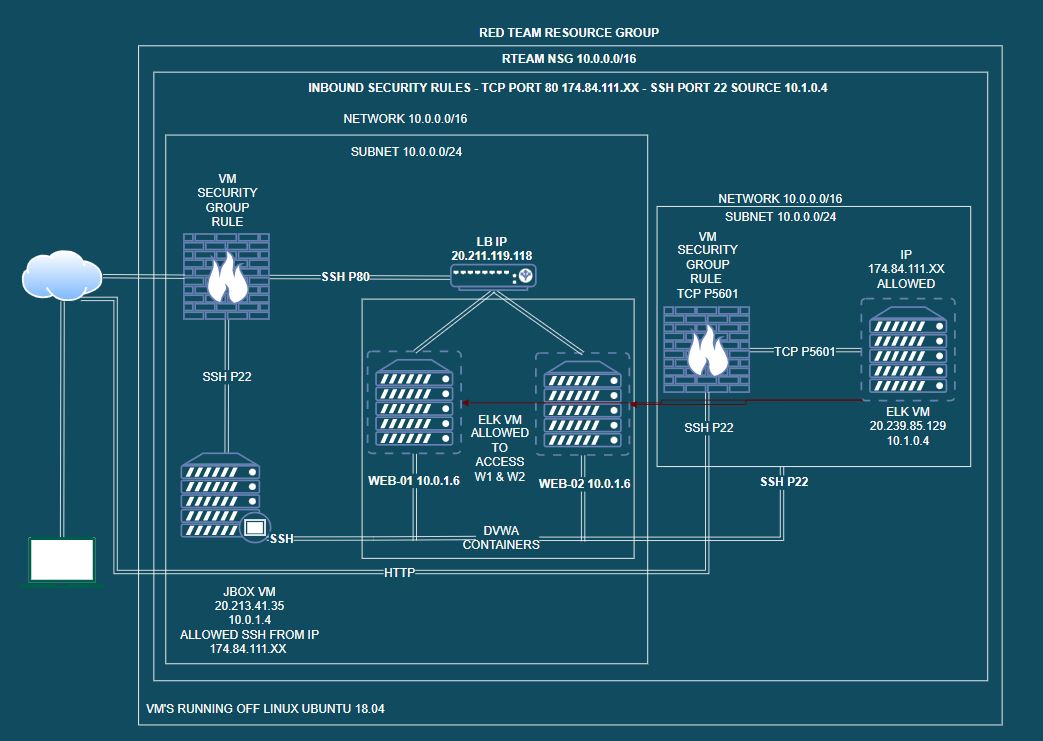 RED TEAM RESOURCE GROUP
RTEAM NSG 10.0.0.0/16
INBOUND SECURITY RULES - TCP PORT 80 174.84.111.XX - SSH PORT 22 SOURCE 10.1.0.4
NETWORK 10.0.0.0/16
SUBNET 10.0.0.0/24
VM
SECURITY
GROUP
RULE
LB IP
20.211.119.118
SSH P80
SSH P22
NETWORK 10.0.0.0/16
SUBNET 10.0.0.0/24
VM
SECURITY
GROUP
RULE
TCP P5601
IP
174.84.111.XX
ALLOWED
TCP P5601
ELK VM
20.239.85.129
10.1.0.4
SSH P22
ELK VM
ALLOWED
TO
ACCESS
W1 & W2
WEB-01 10.0.1.6
WEB-02 10.0.1.6
SSH P22
SSH
DVWA
CONTAINERS
HTTP
JBOX VM
20.213.41.35
10.0.1.4
ALLOWED SSH FROM IP
174.84.111.XX
VM'S RUNNING OFF LINUX UBUNTU 18.04